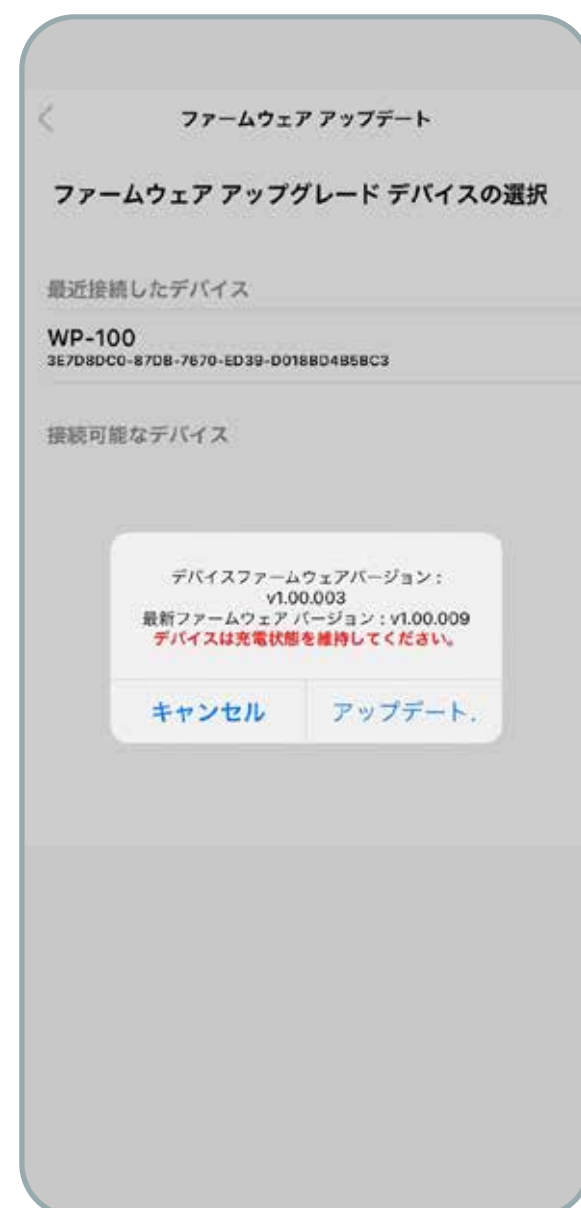 ファームウェア アップデート
ファームウェア アップグレード デバイスの選択
最近接続したデバイス
WP-100
3E7D8DC0-87DB-7670-ED39-D018BD4B5BC3
接続可能なデバイス
デバイスファームウェアバージョン :
v1.00.003
最新ファームウェア バージョン : v1.00.009
デバイスは充電状態を維持してください。
キャンセル
アップデート.